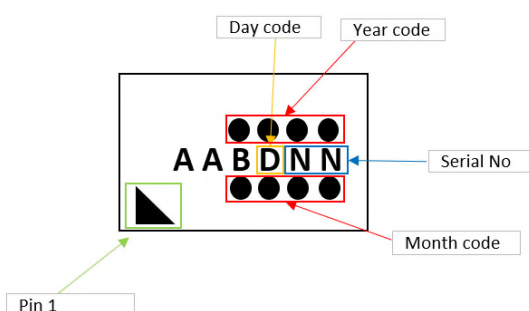 Day code
Year code
AABDNN
Serial No
Month code
Pin 1